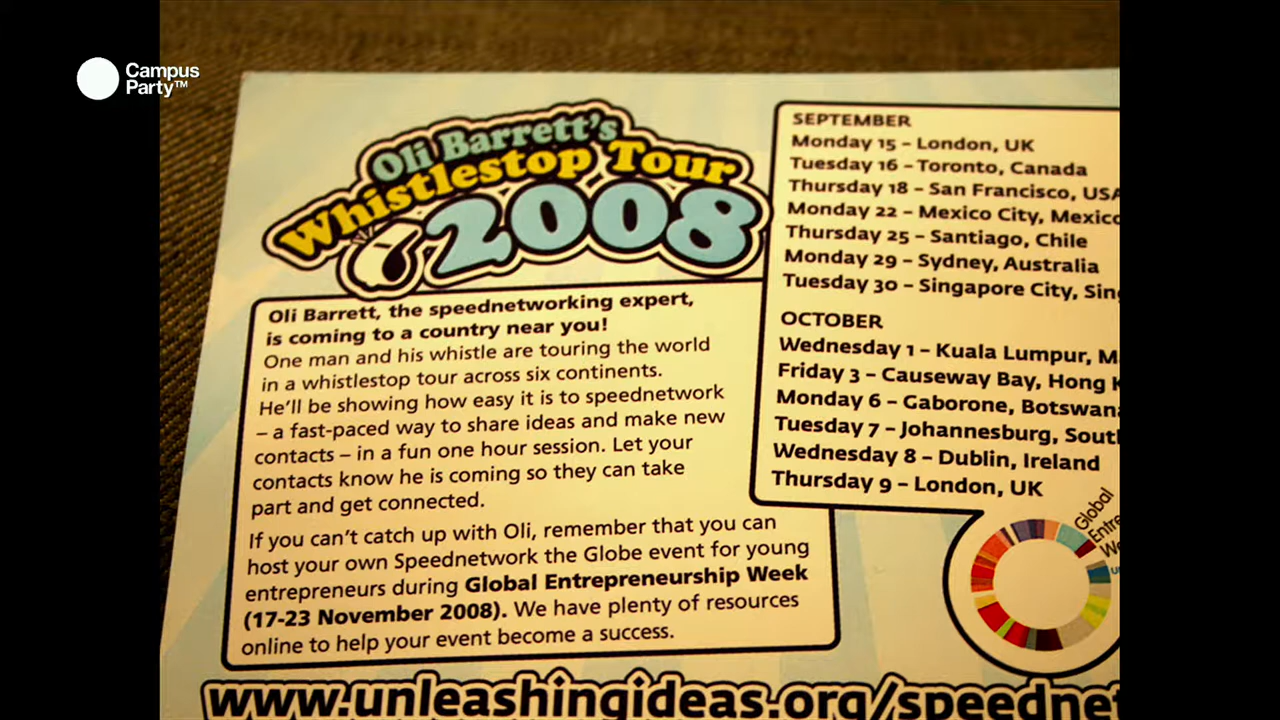 Campus
Party™
Oli Barrett's
Whistlestop Tour
2008
Oli Barrett, the speednetworking expert,
is coming to a country near you!
One man and his whistle are touring the world
in a whistlestop tour across six continents.
He'll be showing how easy it is to speednetwork
– a fast-paced way to share ideas and make new
contacts – in a fun one hour session. Let your
contacts know he is coming so they can take
part and get connected.
If you can't catch up with Oli, remember that you can
host your own Speednetwork the Globe event for young
entrepreneurs during Global Entrepreneurship Week
(17-23 November 2008). We have plenty of resources
online to help your event become a success.
SEPTEMBER
Monday 15 – London, UK
Tuesday 16 – Toronto, Canada
Thursday 18 – San Francisco, USA
Monday 22 – Mexico City, Mexico
Thursday 25 – Santiago, Chile
Monday 29 – Sydney, Australia
Tuesday 30 – Singapore City, Sin
OCTOBER
Wednesday 1 – Kuala Lumpur, M
Friday 3 – Causeway Bay, Hong K
Monday 6 – Gaborone, Botswana
Tuesday 7 – Johannesburg, Sout
Wednesday 8 – Dublin, Ireland
Thursday 9 – London, UK
Global
Entre
We
www.unleashingideas.org/speednet